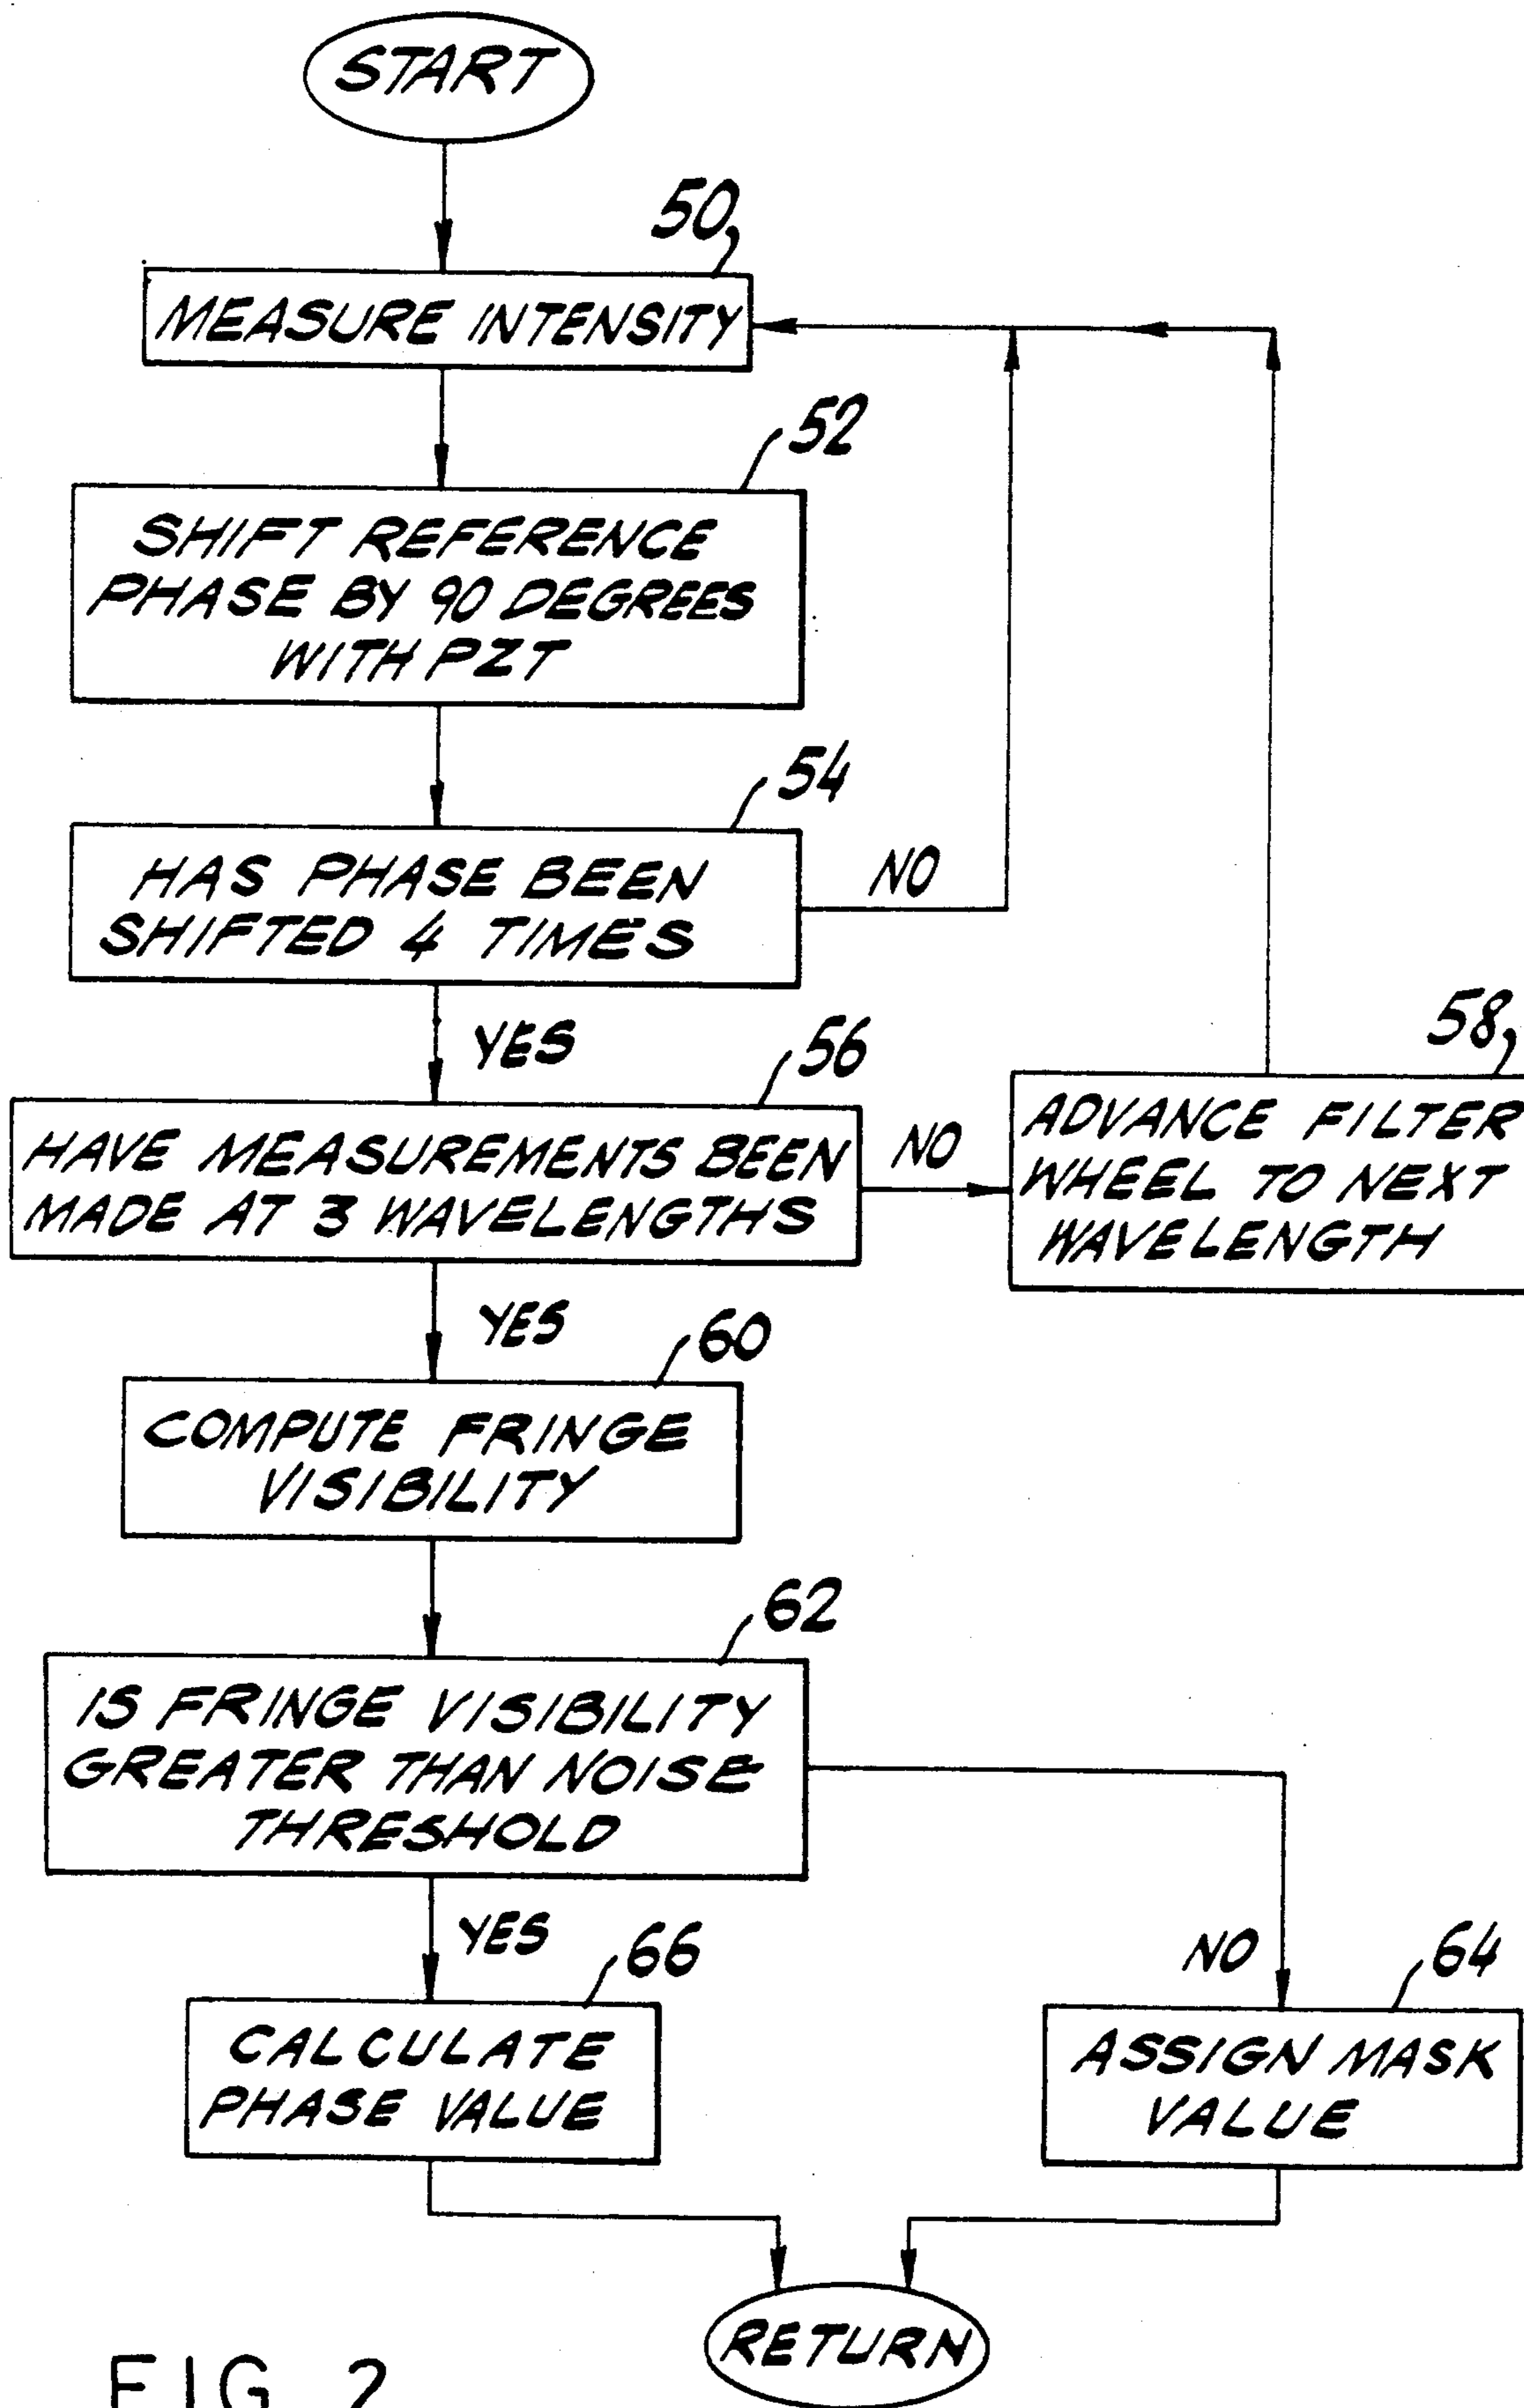 START
50
MEASURE INTENSITY
52
SHIFT REFERENCE
PHASE BY 90 DEGREES
WITH PZT
54
HAS PHASE BEEN
SHIFTED 4 TIMES
NO
YES
56
HAVE MEASUREMENTS BEEN
MADE AT 3 WAVELENGTHS
NO
58
ADVANCE FILTER
WHEEL TO NEXT
WAVELENGTH
YES
60
COMPUTE FRINGE
VISIBILITY
62
IS FRINGE VISIBILITY
GREATER THAN NOISE
THRESHOLD
YES
66
CALCULATE
PHASE VALUE
NO
64
ASSIGN MASK
VALUE
RETURN
FIG. 2